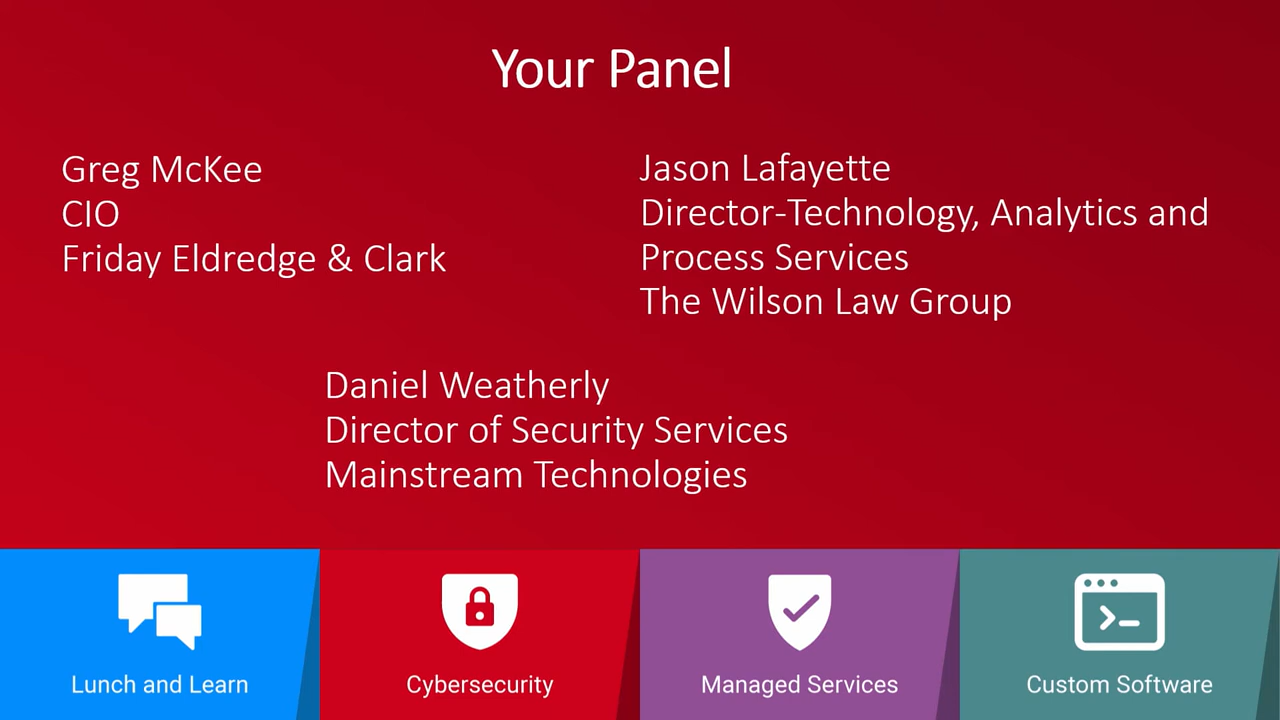 Your Panel
Greg McKee
CIO
Friday Eldredge & Clark
Jason Lafayette
Director-Technology, Analytics and
Process Services
The Wilson Law Group
Daniel Weatherly
Director of Security Services
Mainstream Technologies
Lunch and Learn
Cybersecurity
Managed Services
Custom Software